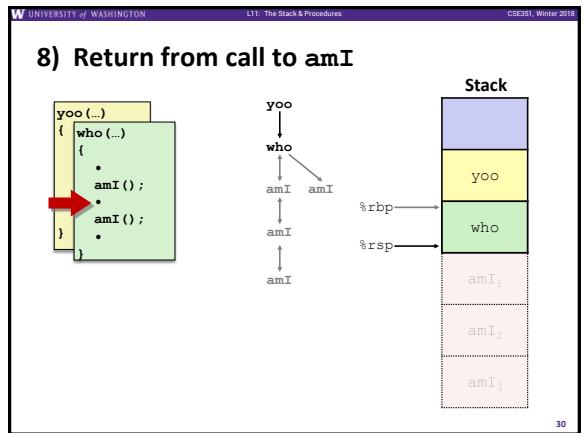 W UNIVERSITY of WASHINGTON
L11: The Stack & Procedures
CSE351, Winter 2018
8) Return from call to amI
yoo(…)
{
who(…)
{
•
amI();
•
amI();
•
}
}
yoo
who
amI amI
amI
amI
Stack
yoo
%rbp
who
%rsp
amI₁
amI₂
amI₃
30